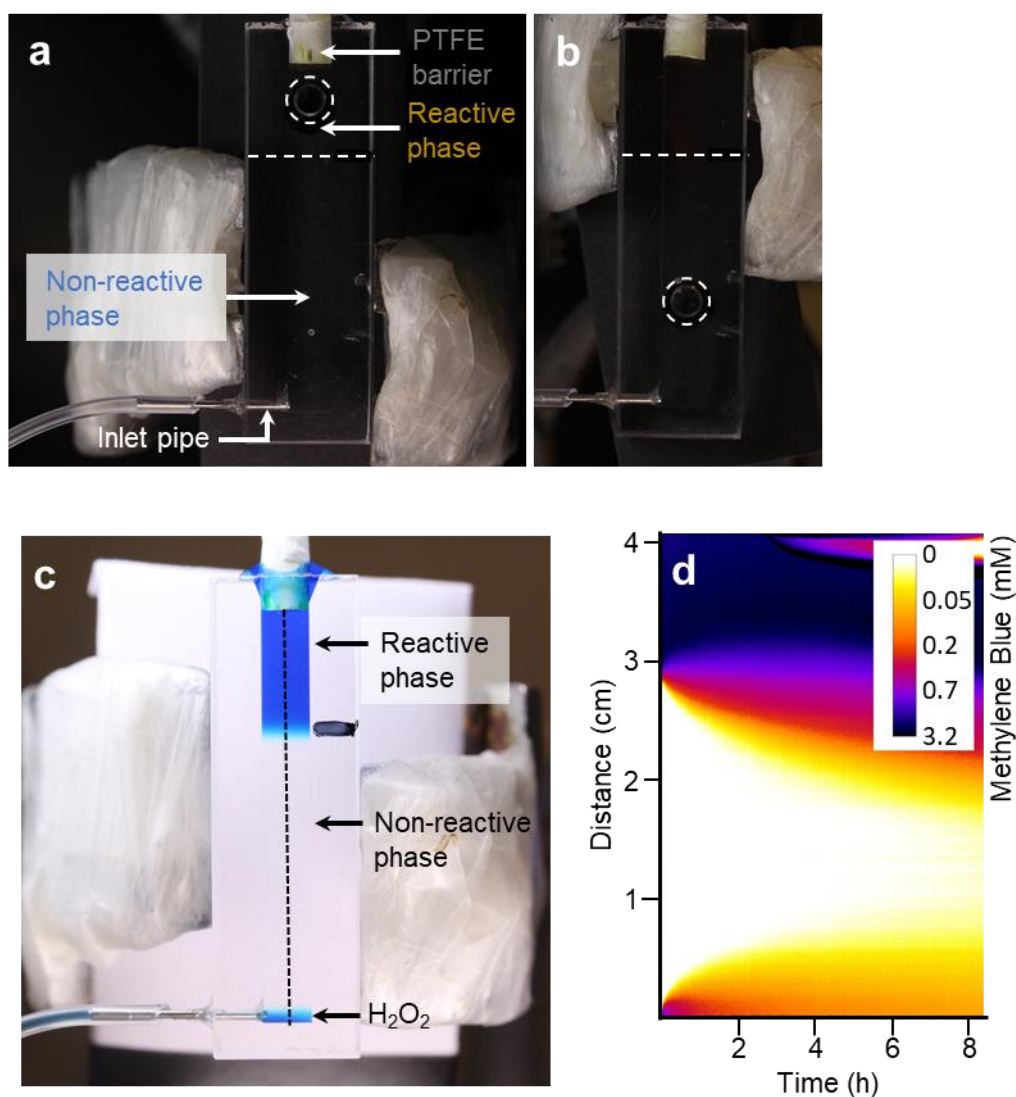 a
PTFE
barrier
Reactive
phase
Non-reactive
phase
Inlet pipe
b
c
Reactive
phase
Non-reactive
phase
H₂O₂
d
4
3
2
1
Distance (cm)
2
4
6
8
Time (h)
0
0.05
0.2
0.7
3.2
Methylene Blue (mM)